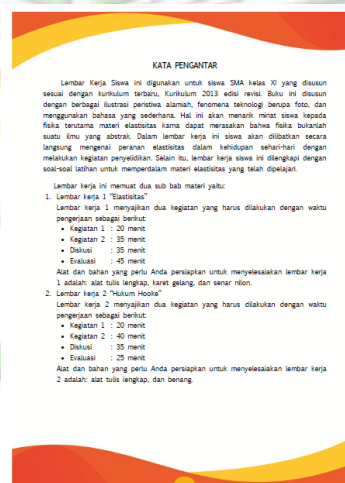 KATA PENGANTAR
Lembar Kerja Siswa ini digunakan untuk siswa SMA kelas XI yang disusun
sesuai dengan kurikulum terbaru, Kurikulum 2013 edisi revisi. Buku ini disusun
dengan berbagai ilustrasi peristiwa alamiah, fenomena teknologi berupa foto, dan
menggunakan bahasa yang sederhana. Hal ini akan menarik minat siswa kepada
fisika terutama materi elastisitas karna dapat merasakan bahwa fisika bukanlah
suatu ilmu yang abstrak. Dalam lembar kerja ini siswa akan dilibatkan secara
langsung mengenai peranan elastisitas dalam kehidupan sehari-hari dengan
melakukan kegiatan penyelidikan. Selain itu, lembar kerja siswa ini dilengkapi dengan
soal-soal latihan untuk memperdalam materi elastisitas yang telah dipelajari.
Lembar kerja ini memuat dua sub bab materi yaitu:
1. Lembar kerja 1 "Elastisitas"
Lembar kerja 1 menyajikan dua kegiatan yang harus dilakukan dengan waktu
pengerjaan sebagai berikut:
• Kegiatan 1 : 20 menit
• Kegiatan 2 : 35 menit
• Diskusi : 35 menit
• Evaluasi : 45 menit
Alat dan bahan yang perlu Anda persiapkan untuk menyelesaikan lembar kerja
1 adalah: alat tulis lengkap, karet gelang, dan senar nilon.
2. Lembar kerja 2 "Hukum Hooke"
Lembar kerja 2 menyajikan dua kegiatan yang harus dilakukan dengan waktu
pengerjaan sebagai berikut:
• Kegiatan 1 : 20 menit
• Kegiatan 2 : 40 menit
• Diskusi : 35 menit
• Evaluasi : 25 menit
Alat dan bahan yang perlu Anda persiapkan untuk menyelesaiakan lembar kerja
2 adalah: alat tulis lengkap, dan benang.